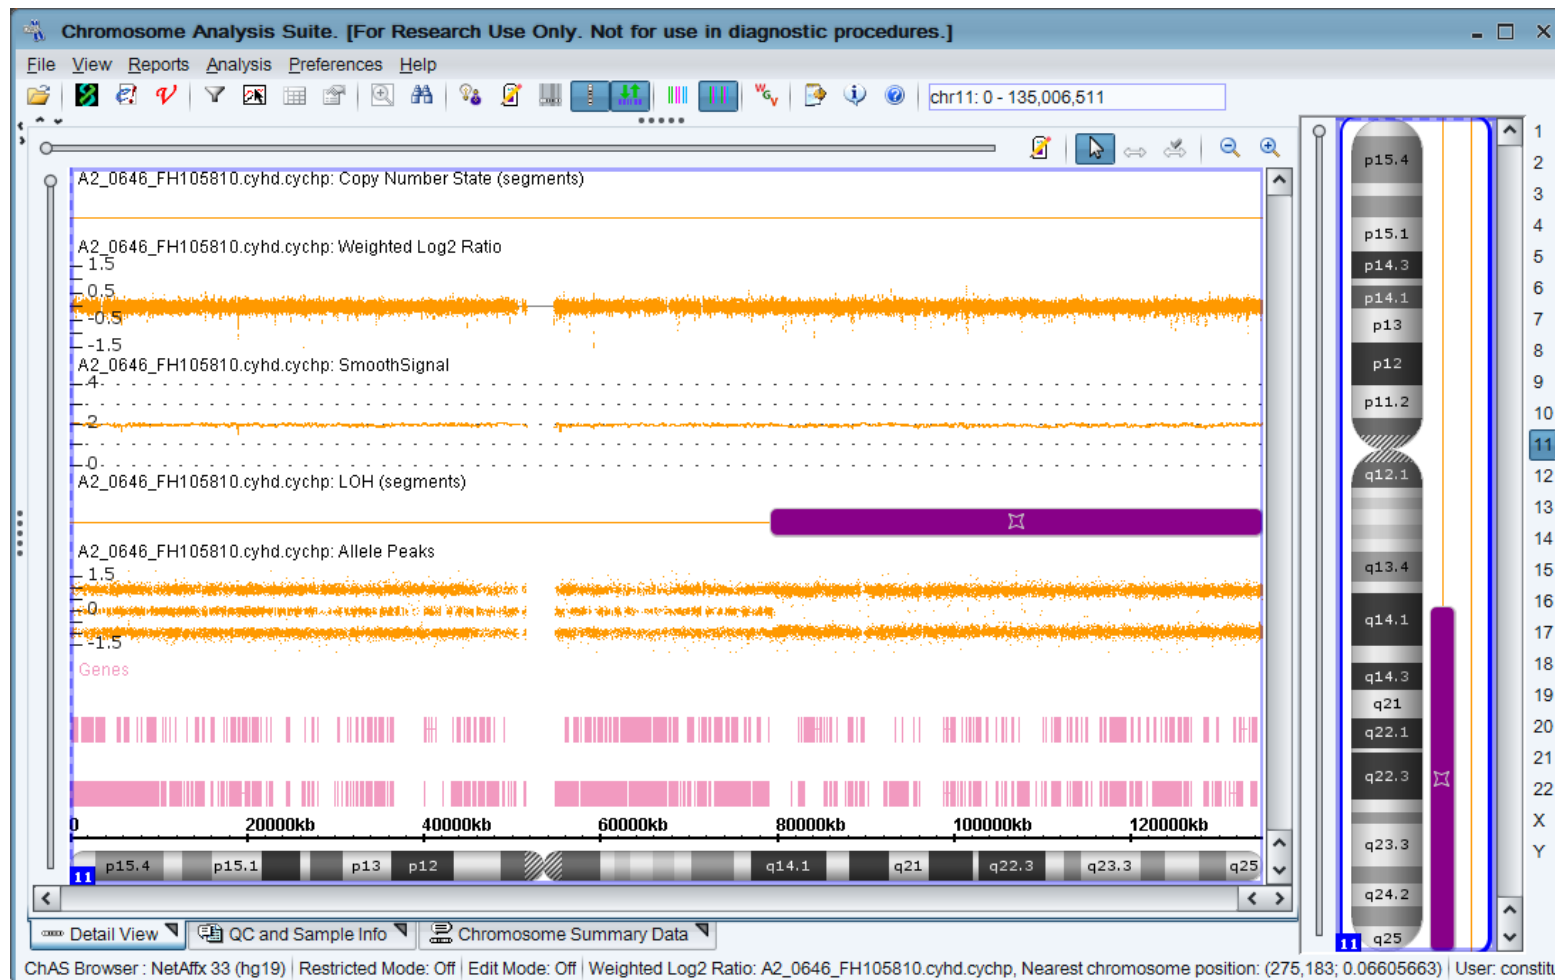 Chromosome Analysis Suite. [For Research Use Only. Not for use in diagnostic procedures.]
File View Reports Analysis Preferences Help
chr11: 0 - 135,006,511
A2_0646_FH105810.cyhd.cychp: Copy Number State (segments)
A2_0646_FH105810.cyhd.cychp: Weighted Log2 Ratio
1.5
0.5
-0.5
-1.5
A2_0646_FH105810.cyhd.cychp: SmoothSignal
4
2
0
A2_0646_FH105810.cyhd.cychp: LOH (segments)
A2_0646_FH105810.cyhd.cychp: Allele Peaks
1.5
0
-1.5
Genes
0 20000kb 40000kb 60000kb 80000kb 100000kb 120000kb
11 p15.4 p15.1 p13 p12 q14.1 q21 q22.3 q23.3 q25
p15.4
p15.1
p14.3
p14.1
p13
p12
p11.2
q12.1
q13.4
q14.1
q14.3
q21
q22.1
q22.3
q23.3
q24.2
11 q25
1
2
3
4
5
6
7
8
9
10
11
12
13
14
15
16
17
18
19
20
21
22
X
Y
Detail View QC and Sample Info Chromosome Summary Data
ChAS Browser : NetAffx 33 (hg19) Restricted Mode: Off Edit Mode: Off Weighted Log2 Ratio: A2_0646_FH105810.cyhd.cychp, Nearest chromosome position: (275,183; 0.06605663) User: constitu